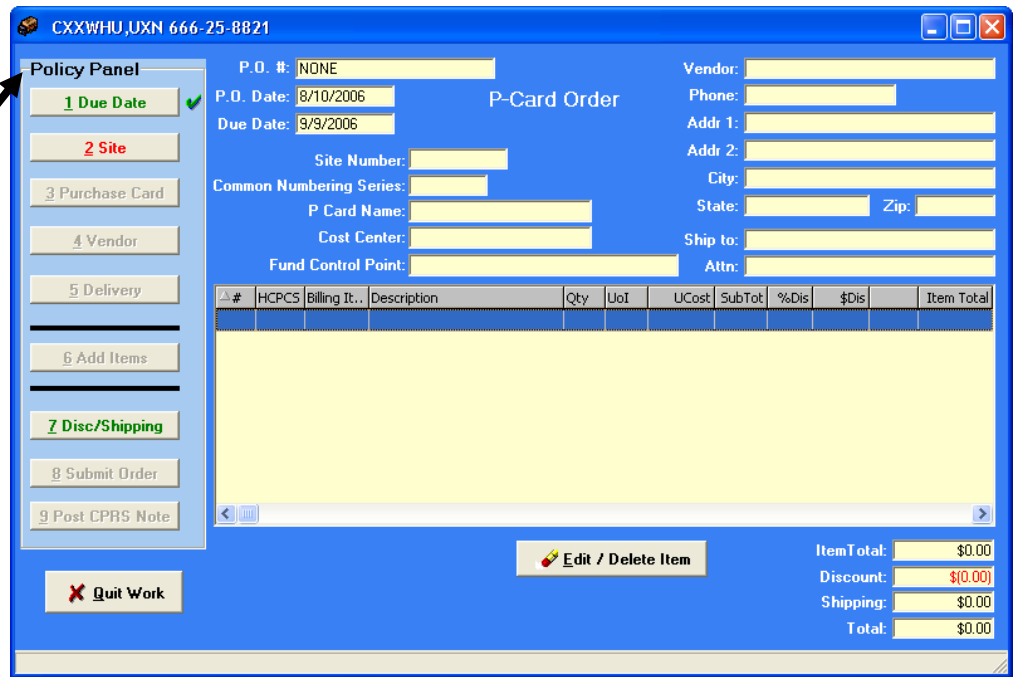 CXXWHU,UXN 666-25-8821
Policy Panel
1 Due Date
2 Site
3 Purchase Card
4 Vendor
5 Delivery
6 Add Items
7 Disc/Shipping
8 Submit Order
9 Post CPRS Note
Quit Work
P.O. #: NONE
P.O. Date: 8/10/2006
Due Date: 9/9/2006
P-Card Order
Site Number:
Common Numbering Series:
P Card Name:
Cost Center:
Fund Control Point:
Vendor:
Phone:
Addr 1:
Addr 2:
City:
State: Zip:
Ship to:
Attn:
# HCPCS Billing It.. Description Qty UoI UCost SubTot %Dis $Dis Item Total
Edit / Delete Item
ItemTotal: $0.00
Discount: $(0.00)
Shipping: $0.00
Total: $0.00